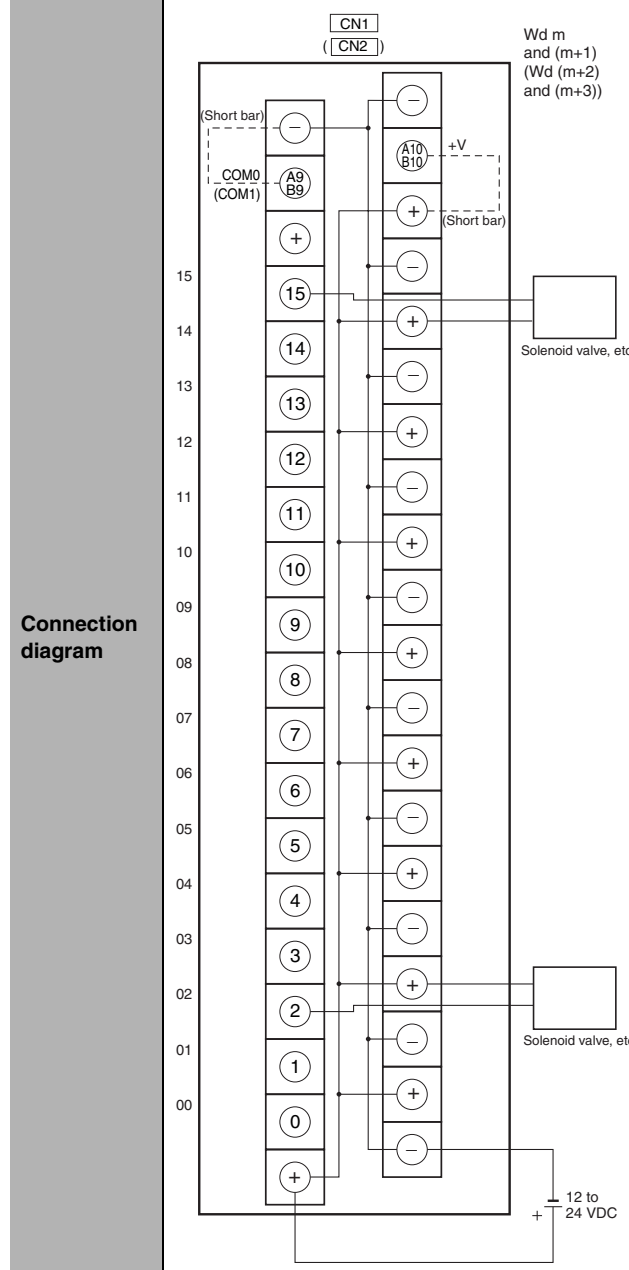 CN1
( CN2 )
Wd m
and (m+1)
(Wd (m+2)
and (m+3))
(Short bar)
−
−
A10
B10
+V
COM0
(COM1)
A9
B9
+
(Short bar)
+
−
15
15
+
Solenoid valve, etc
14
14
−
13
13
+
12
12
−
11
11
+
10
10
−
09
9
+
Connection
diagram
08
8
−
07
7
+
06
6
−
05
5
+
04
4
−
03
3
+
02
2
Solenoid valve, etc
−
01
1
+
00
0
−
+
12 to
+ 24 VDC